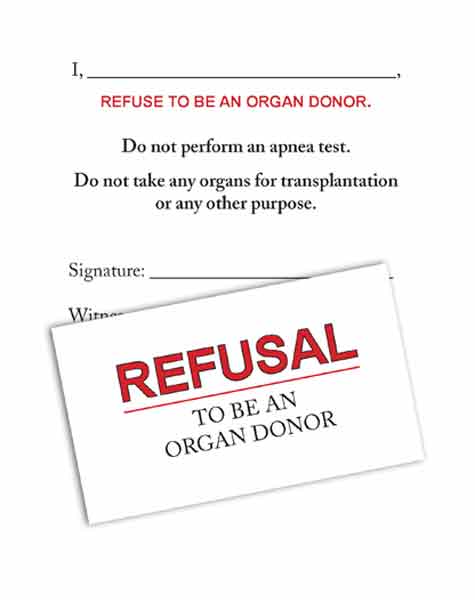 I, ______________________________,
REFUSE TO BE AN ORGAN DONOR.
Do not perform an apnea test.
Do not take any organs for transplantation
or any other purpose.
Signature: ________________________
REFUSAL
TO BE AN
ORGAN DONOR